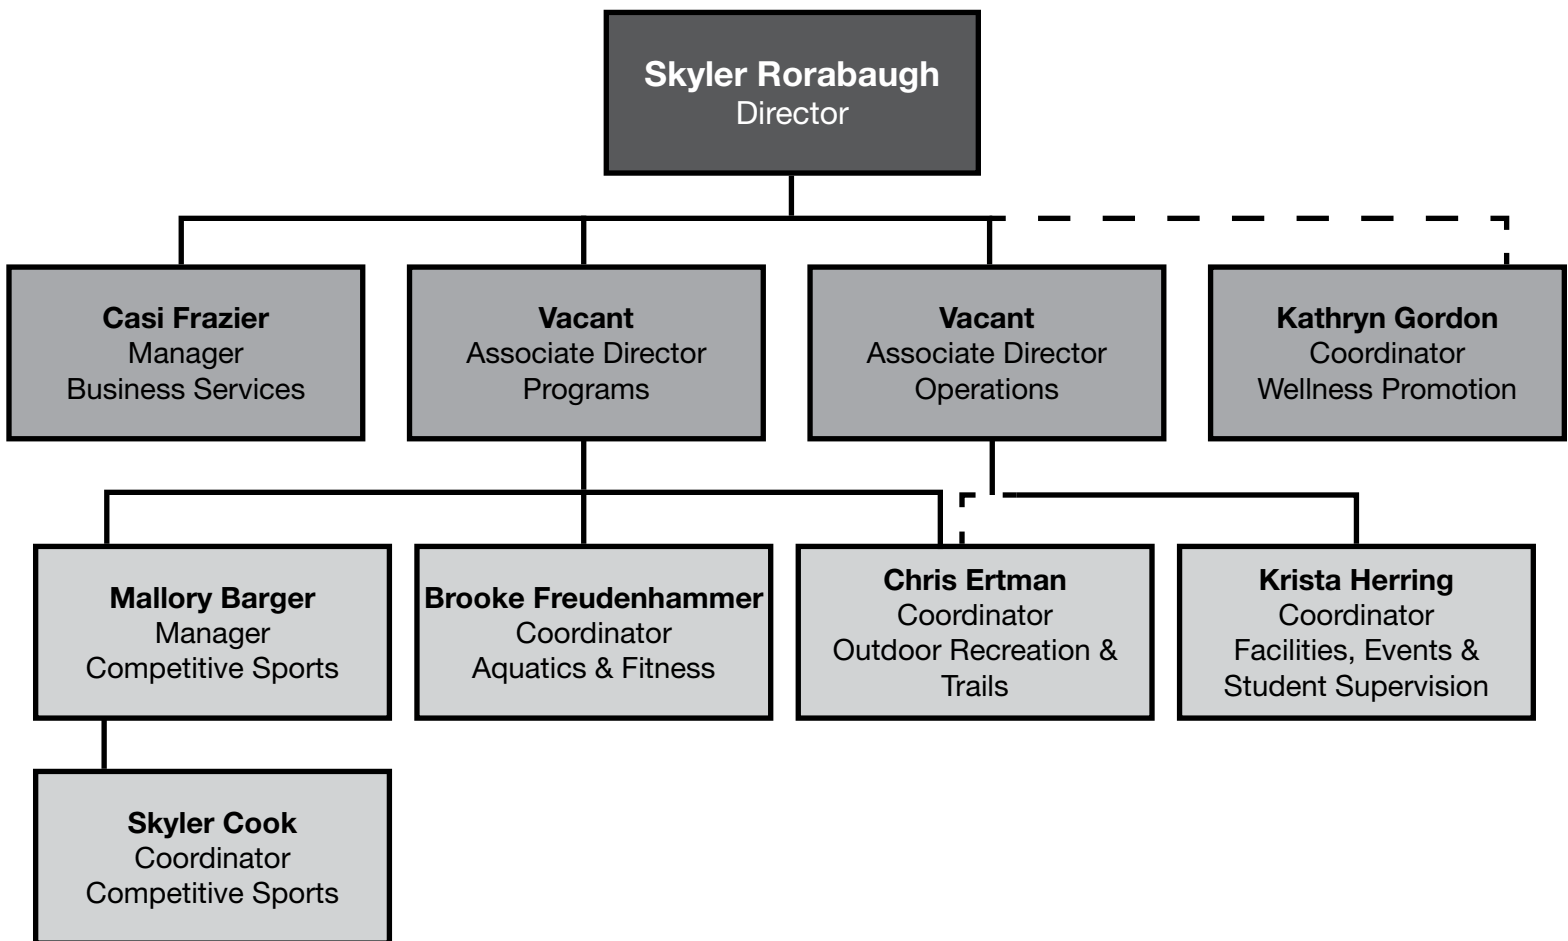 Skyler Rorabaugh
Director
Casi Frazier
Manager
Business Services
Vacant
Associate Director
Programs
Vacant
Associate Director
Operations
Kathryn Gordon
Coordinator
Wellness Promotion
Mallory Barger
Manager
Competitive Sports
Brooke Freudenhammer
Coordinator
Aquatics & Fitness
Chris Ertman
Coordinator
Outdoor Recreation &
Trails
Krista Herring
Coordinator
Facilities, Events &
Student Supervision
Skyler Cook
Coordinator
Competitive Sports